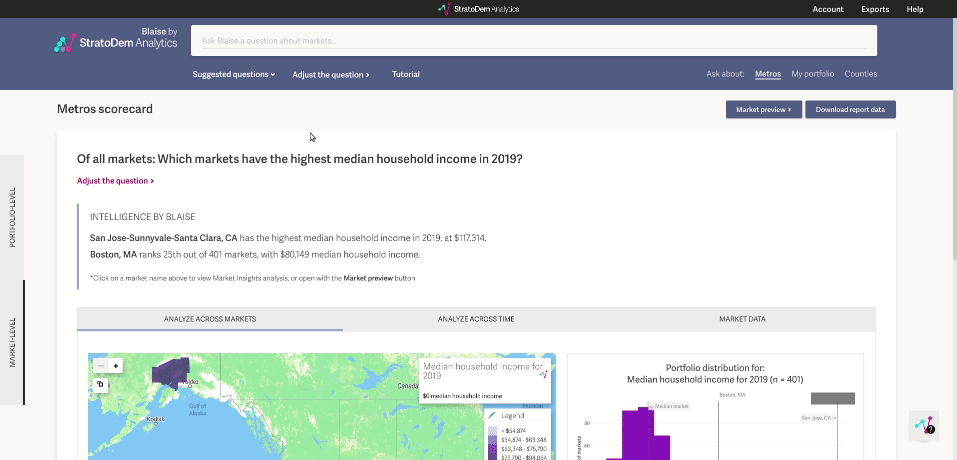 StratoDem Analytics
Account
Exports
Help
Blaise by
StratoDem Analytics
Ask Blaise a question about markets...
Suggested questions
Adjust the question >
Tutorial
Ask about:
Metros
My portfolio
Counties
Metros scorecard
Market preview >
Download report data
PORTFOLIO-LEVEL
MARKET-LEVEL
Of all markets: Which markets have the highest median household income in 2019?
Adjust the question >
INTELLIGENCE BY BLAISE
San Jose-Sunnyvale-Santa Clara, CA has the highest median household income in 2019, at $117,314.
Boston, MA ranks 25th out of 401 markets, with $80,149 median household income.
*Click on a market name above to view Market Insights analysis, or open with the Market preview button
ANALYZE ACROSS MARKETS
ANALYZE ACROSS TIME
MARKET DATA
Gulf of
Alaska
Kodiak
Canada
Median household income for
2019
$0 median household income
Legend
< $54,874
$54,874 - $63,348
$63,348 - $75,790
$75,790 - $94,064
Portfolio distribution for:
Median household income for 2019 (n = 401)
Boston, MA
Median market
San Jose, CA
80
60
of markets